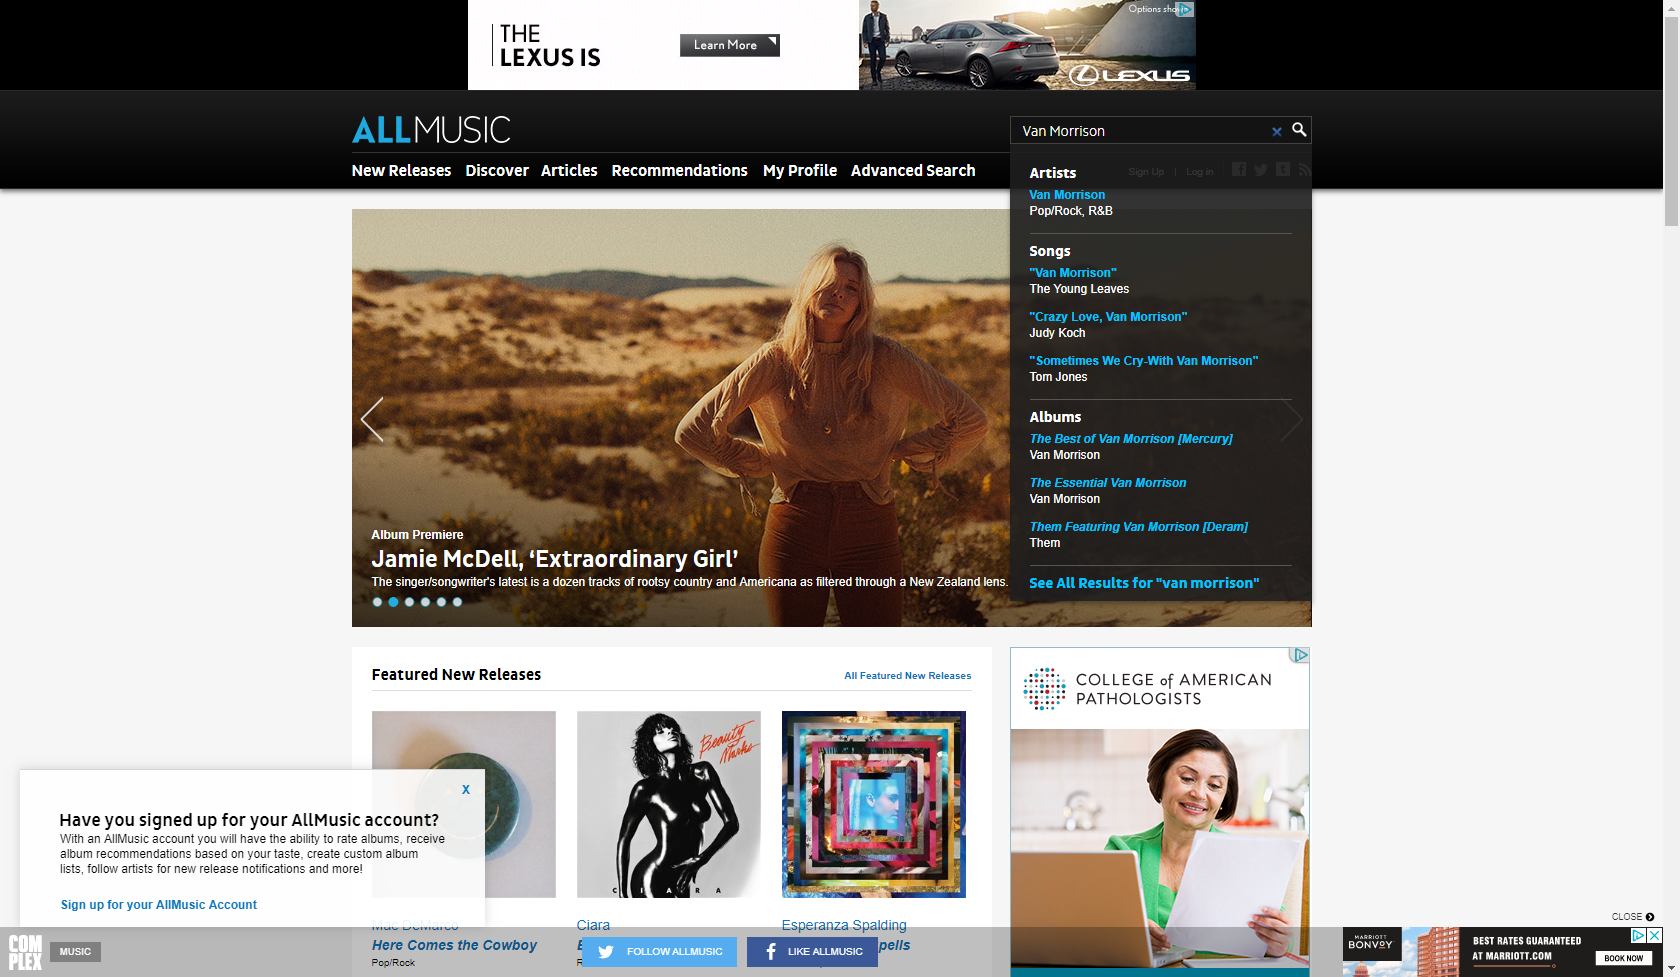 THE
LEXUS IS
Learn More
Options shown
LEXUS
ALLMUSIC
Van Morrison
New Releases Discover Articles Recommendations My Profile Advanced Search
Sign Up | Log in
Artists
Van Morrison
Pop/Rock, R&B
Songs
"Van Morrison"
The Young Leaves
"Crazy Love, Van Morrison"
Judy Koch
"Sometimes We Cry-With Van Morrison"
Tom Jones
Albums
The Best of Van Morrison [Mercury]
Van Morrison
The Essential Van Morrison
Van Morrison
Them Featuring Van Morrison [Deram]
Them
See All Results for "van morrison"
Album Premiere
Jamie McDell, ‘Extraordinary Girl’
The singer/songwriter's latest is a dozen tracks of rootsy country and Americana as filtered through a New Zealand lens.
Featured New Releases
All Featured New Releases
Beauty
Marks
CIARA
COLLEGE of AMERICAN
PATHOLOGISTS
X
Have you signed up for your AllMusic account?
With an AllMusic account you will have the ability to rate albums, receive
album recommendations based on your taste, create custom album
lists, follow artists for new release notifications and more!
Sign up for your AllMusic Account
Mac DeMarco
Here Comes the Cowboy
Pop/Rock
Ciara
Esperanza Spalding
pells
COM
PLEX
MUSIC
FOLLOW ALLMUSIC
LIKE ALLMUSIC
CLOSE
MARRIOTT
BONVOY
BEST RATES GUARANTEED
AT MARRIOTT.COM
BOOK NOW